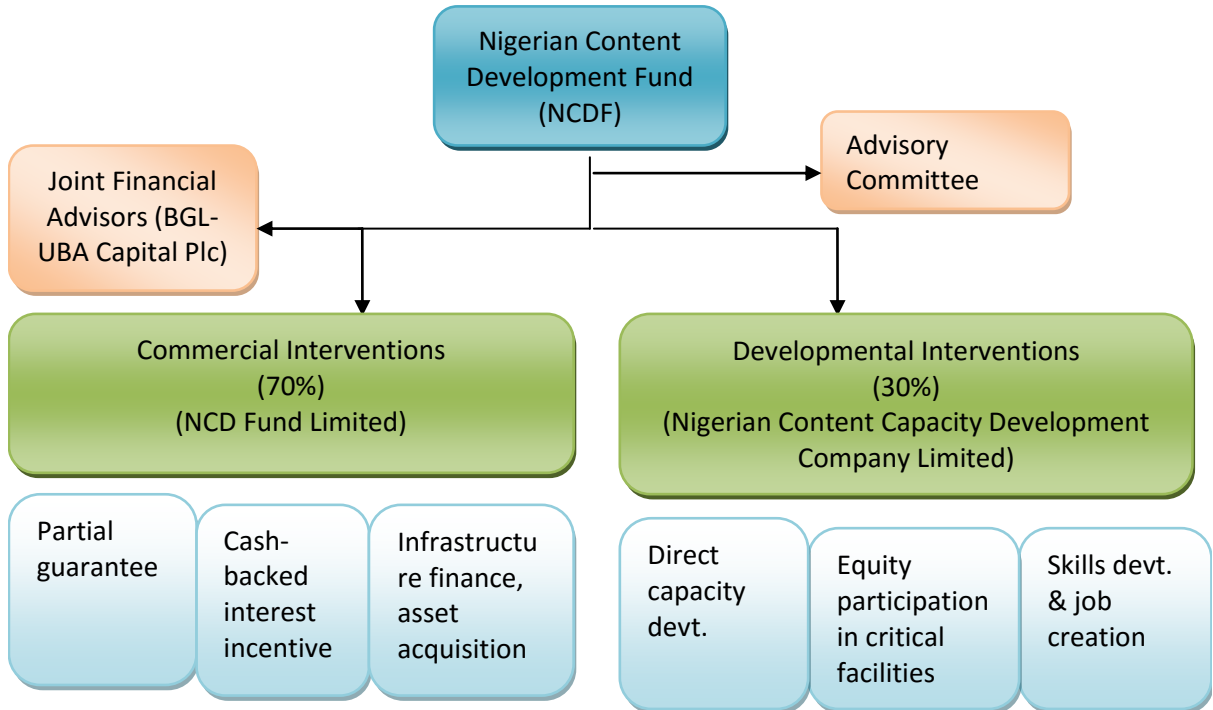 Nigerian Content
Development Fund
(NCDF)
Advisory
Committee
Joint Financial
Advisors (BGL-
UBA Capital Plc)
Commercial Interventions
(70%)
(NCD Fund Limited)
Developmental Interventions
(30%)
(Nigerian Content Capacity Development
Company Limited)
Partial
guarantee
Cash-
backed
interest
incentive
Infrastructu
re finance,
asset
acquisition
Direct
capacity
devt.
Equity
participation
in critical
facilities
Skills devt.
& job
creation